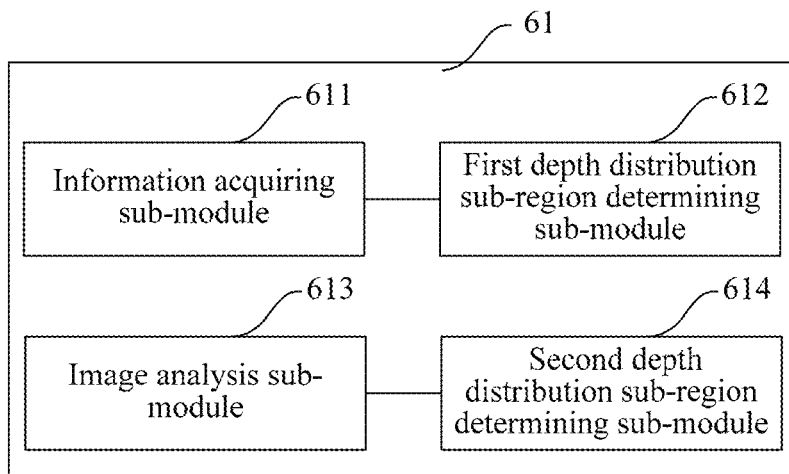 61
611
612
Information acquiring
sub-module
First depth distribution
sub-region determining
sub-module
613
614
Image analysis sub-
module
Second depth
distribution sub-region
determining sub-module